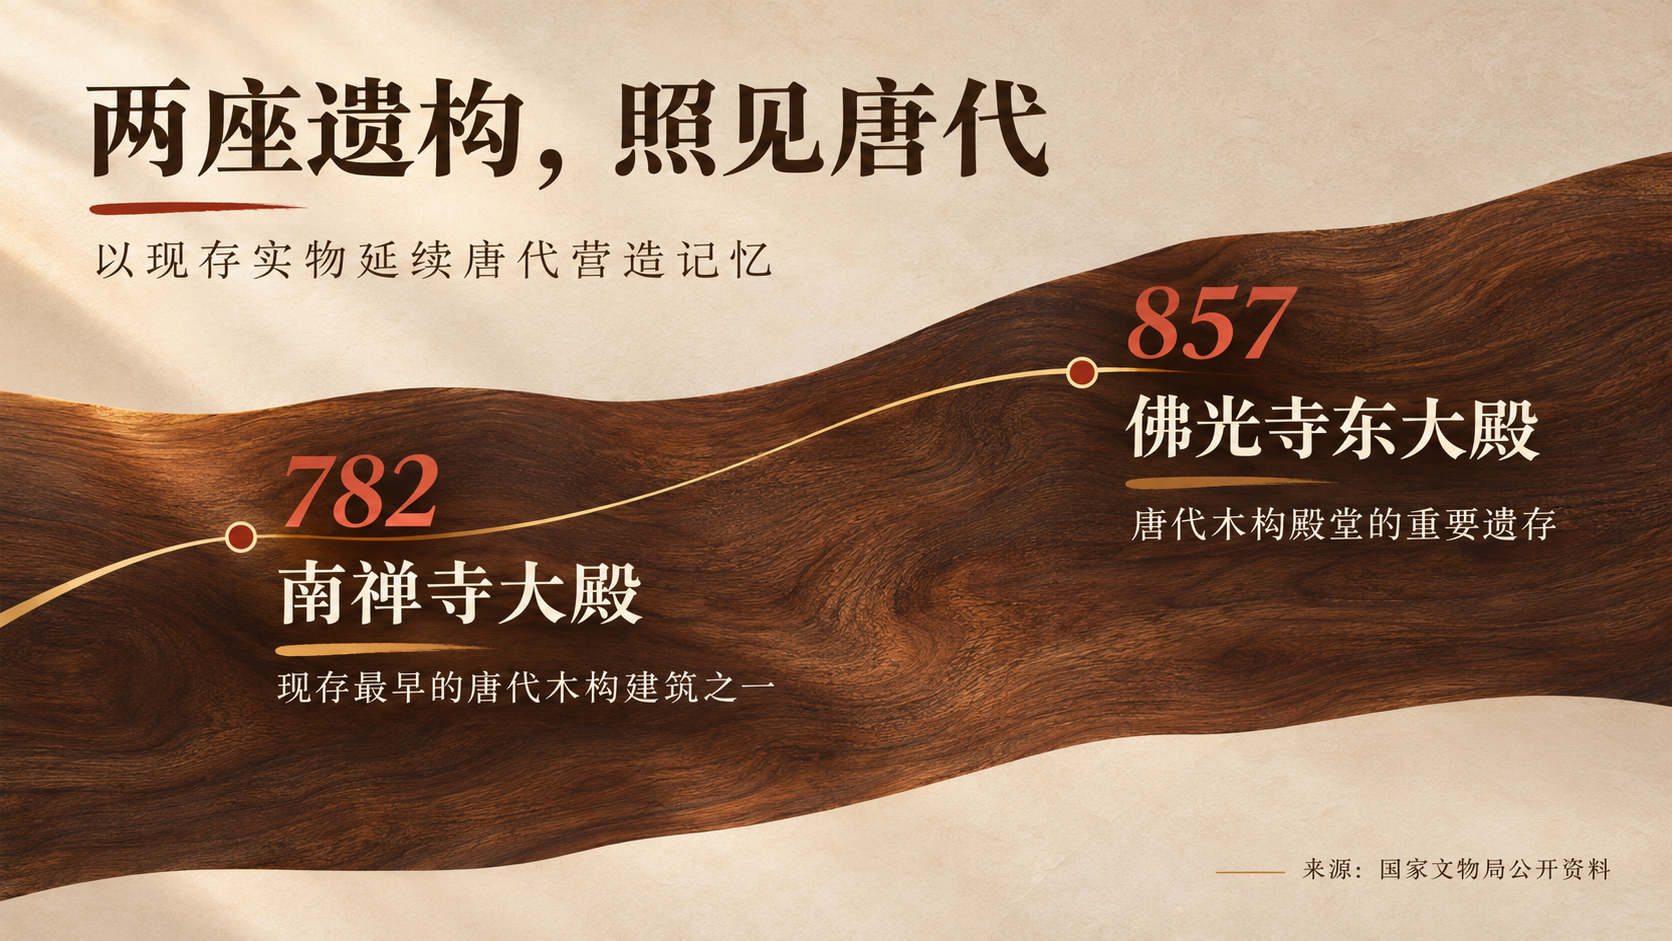 两座遗构，照见唐代
以现存实物延续唐代营造记忆
857
佛光寺东大殿
唐代木构殿堂的重要遗存
782
南禅寺大殿
现存最早的唐代木构建筑之一
来源：国家文物局公开资料